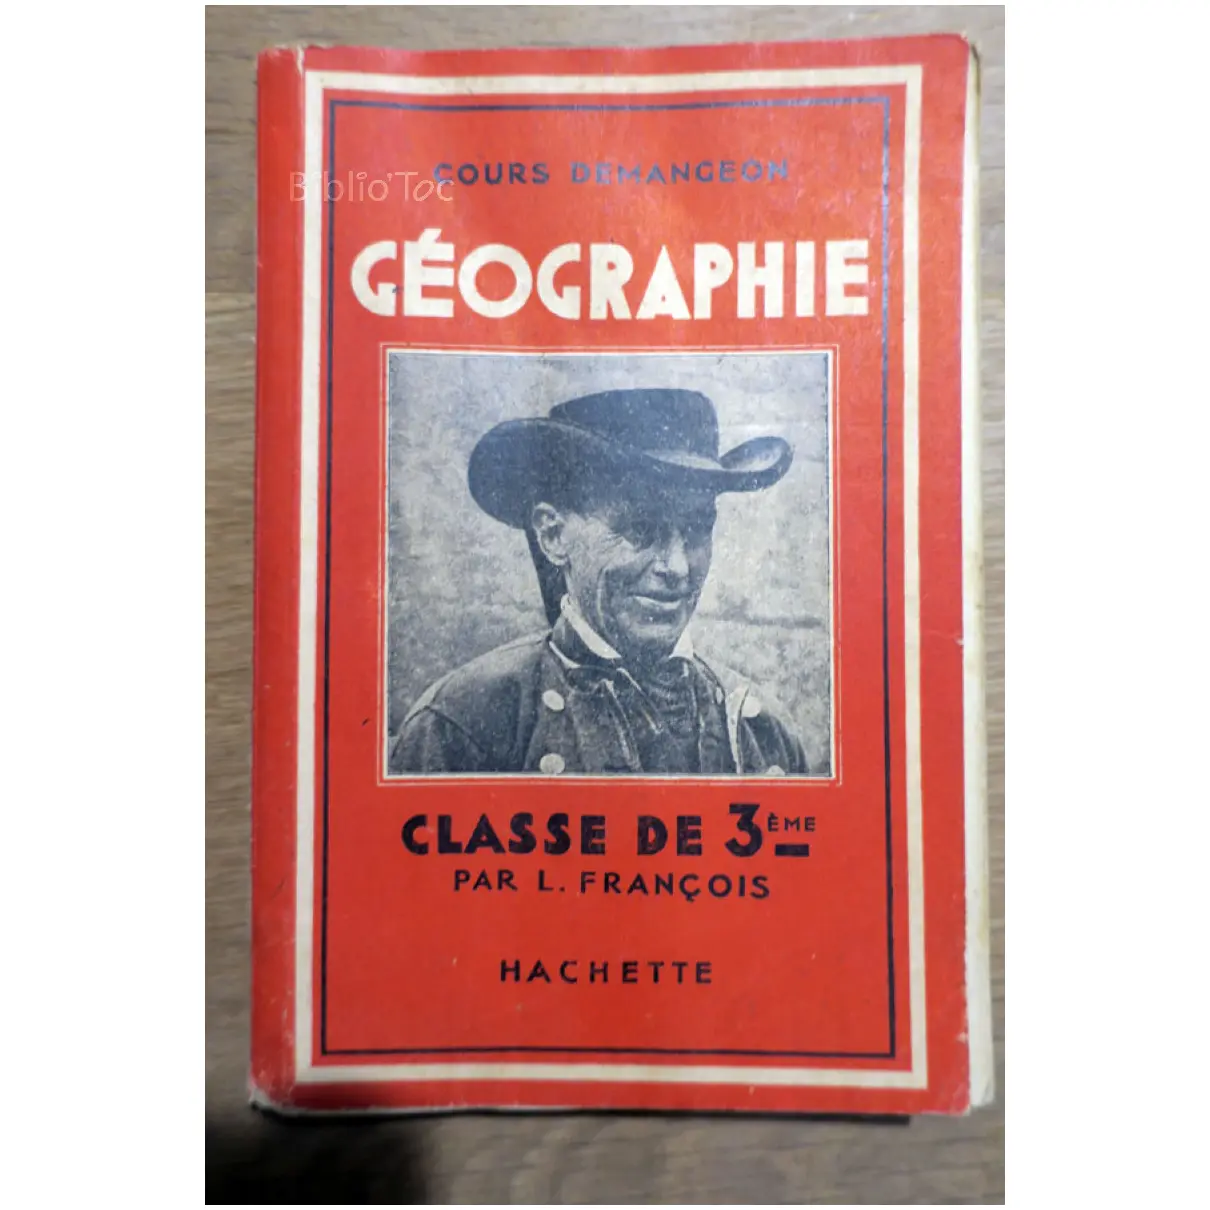 COURS DEMANGEON
Biblio'Toc
GÉOGRAPHIE
CLASSE DE 3ÈME
PAR L. FRANÇOIS
HACHETTE